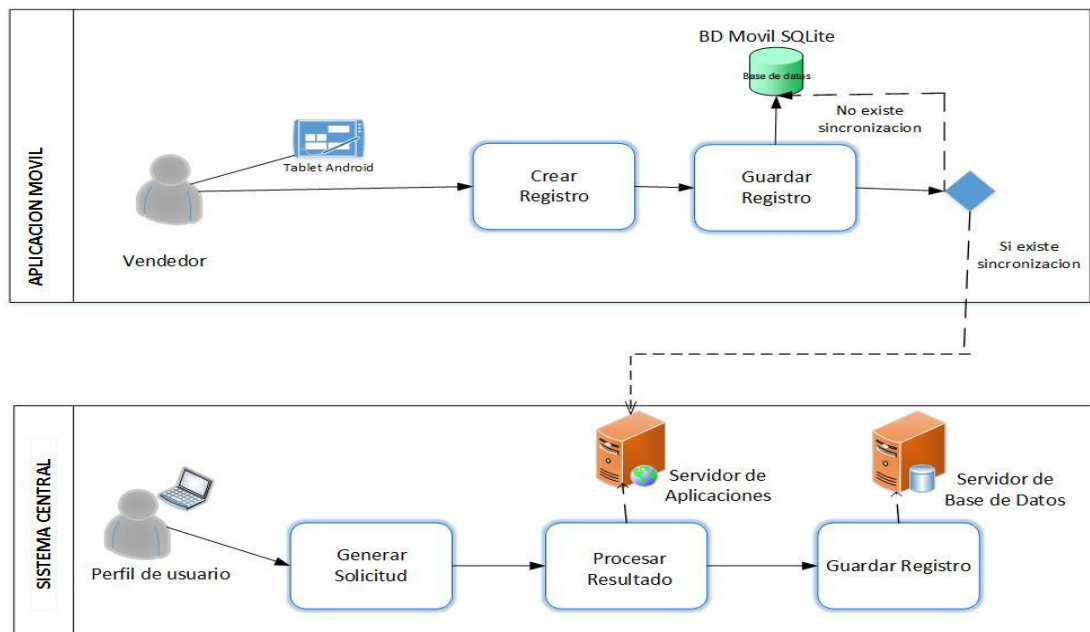 APLICACION MOVIL
BD Movil SQLite
Base de datos
No existe
sincronizacion
Tablet Android
Crear
Registro
Guardar
Registro
Vendedor
Si existe
sincronizacion
SISTEMA CENTRAL
Servidor de
Aplicaciones
Servidor de
Base de Datos
Perfil de usuario
Generar
Solicitud
Procesar
Resultado
Guardar Registro